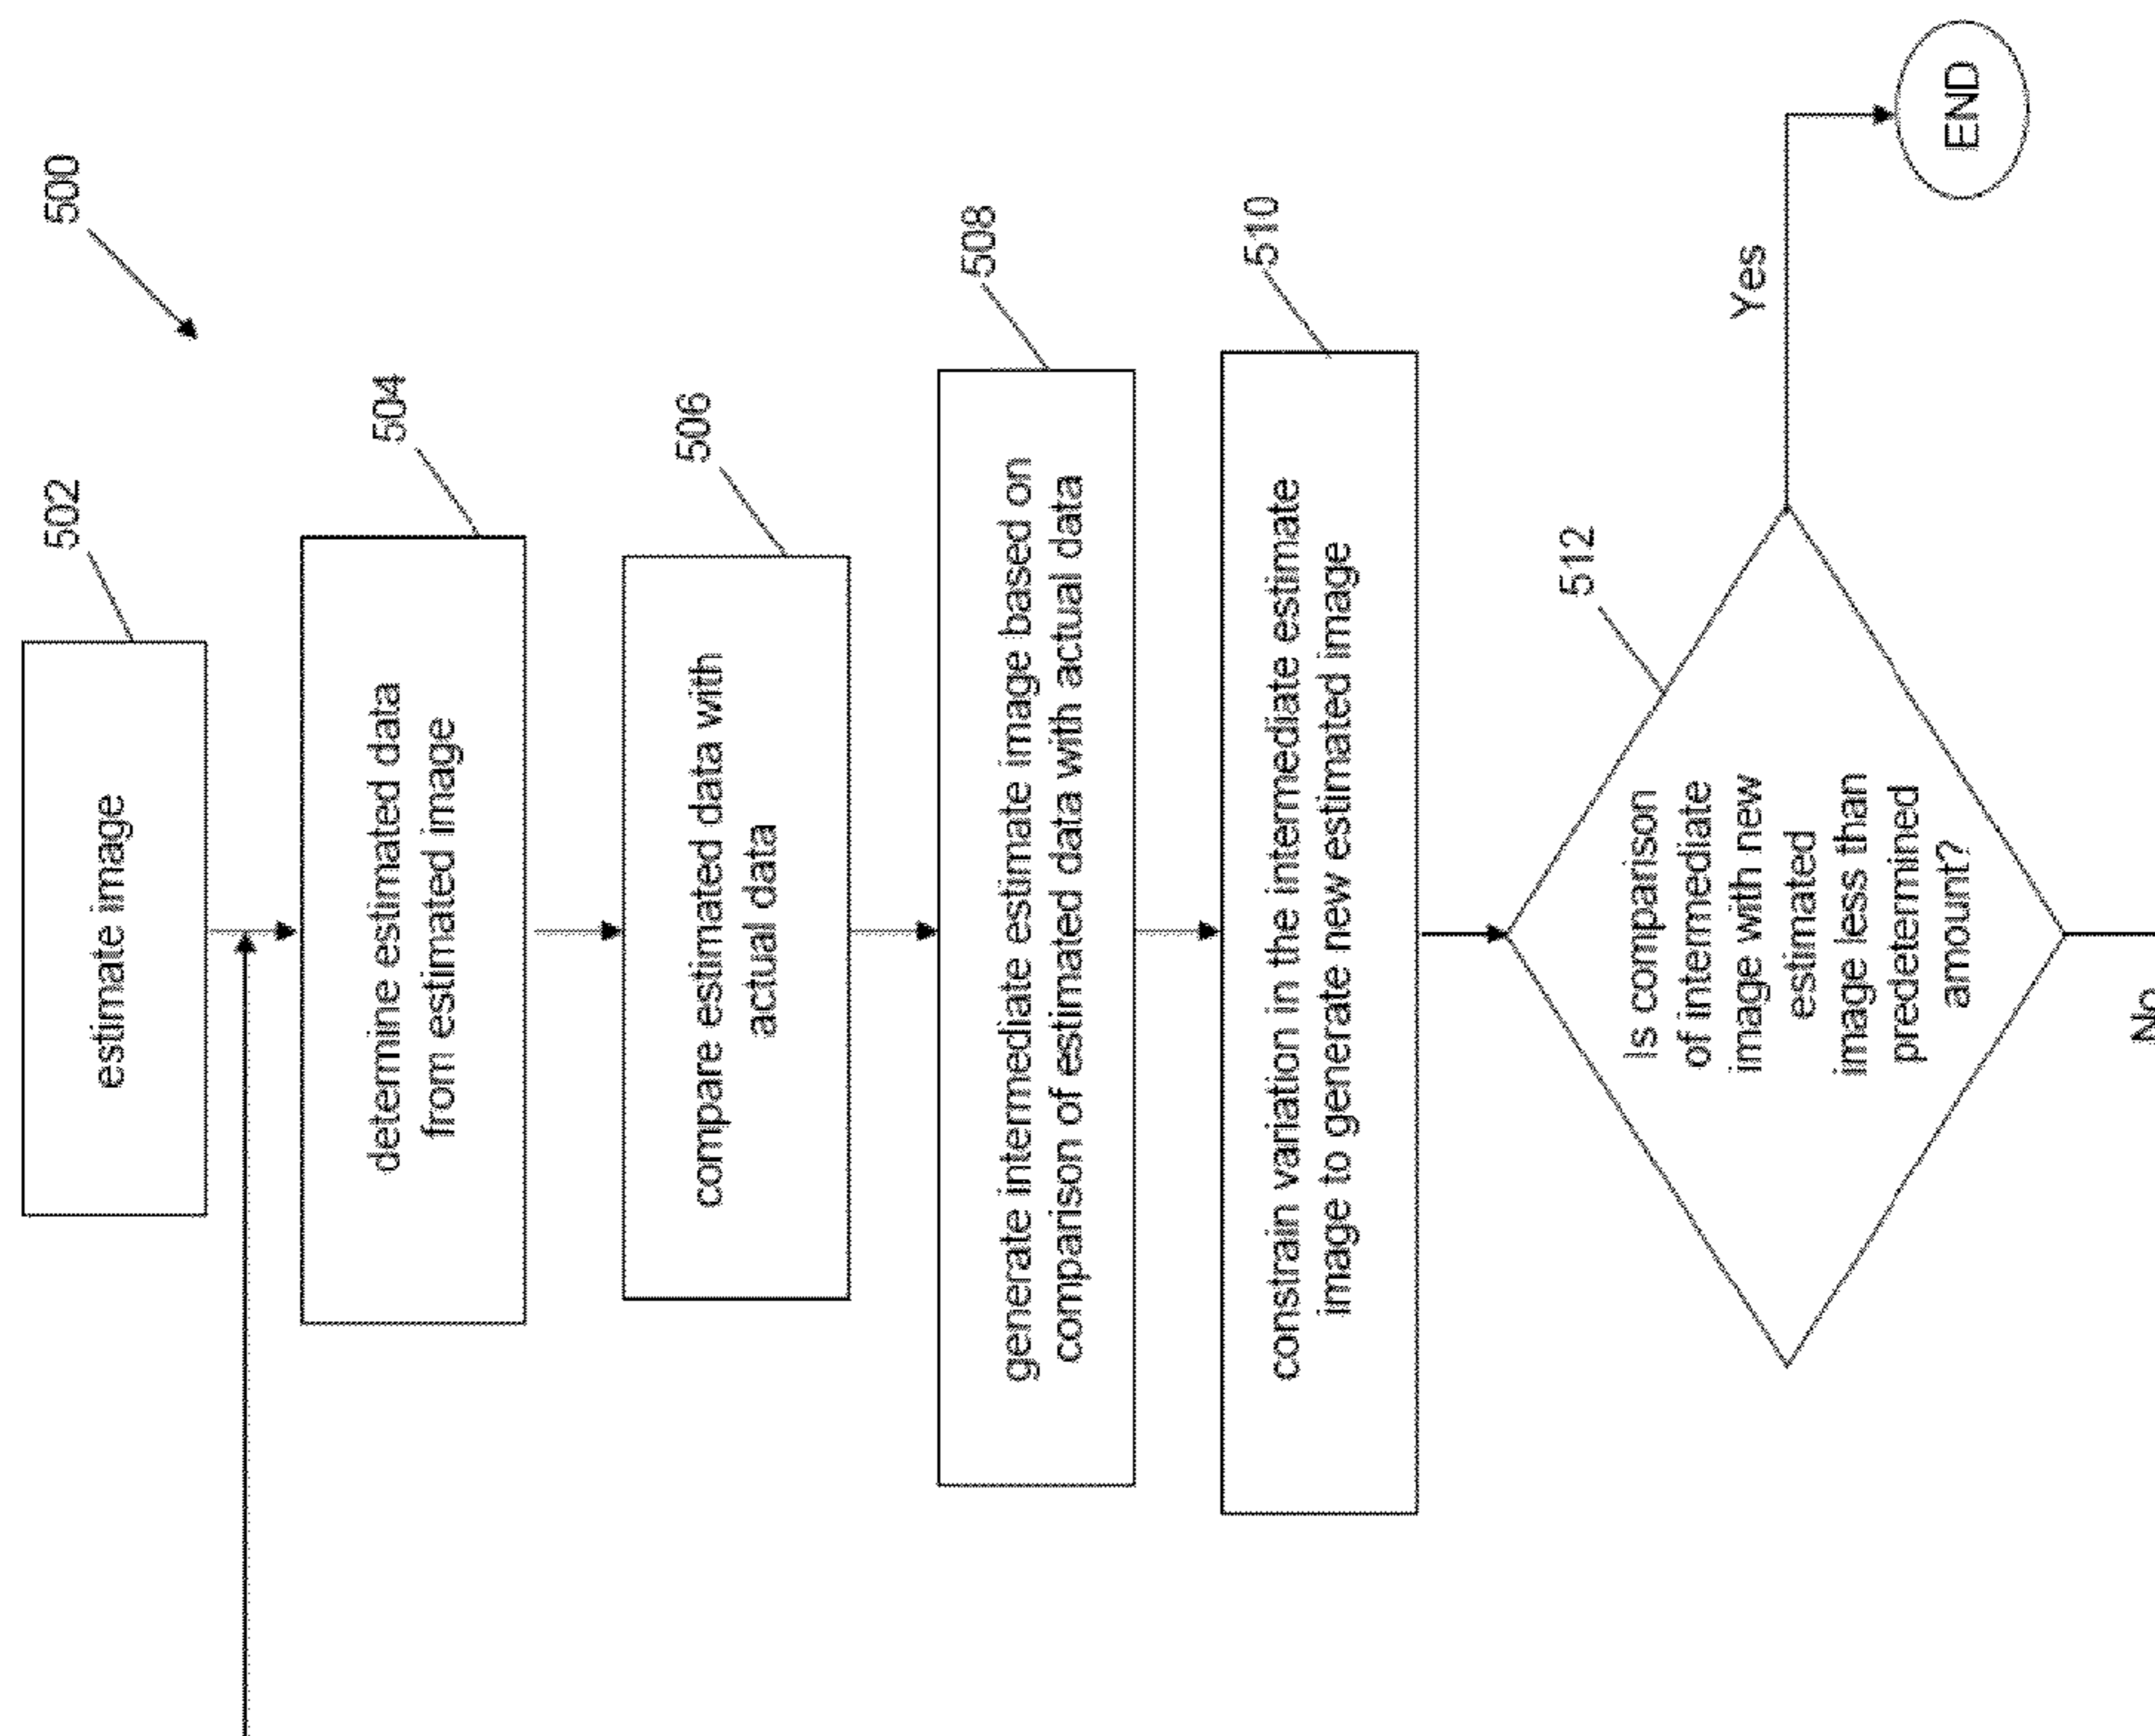 500
502
estimate image
504
determine estimated data
from estimated image
506
compare estimated data with
actual data
508
generate intermediate estimate image based on
comparison of estimated data with actual data
510
constrain variation in the intermediate estimate
image to generate new estimated image
512
Is comparison
of intermediate
image with new
estimated
image less than
predetermined
amount?
Yes
END
No